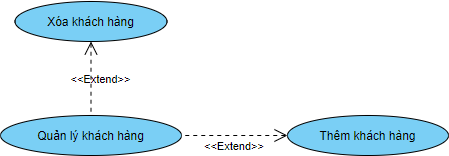 Xóa khách hàng
<<Extend>>
Quản lý khách hàng
<<Extend>>
Thêm khách hàng